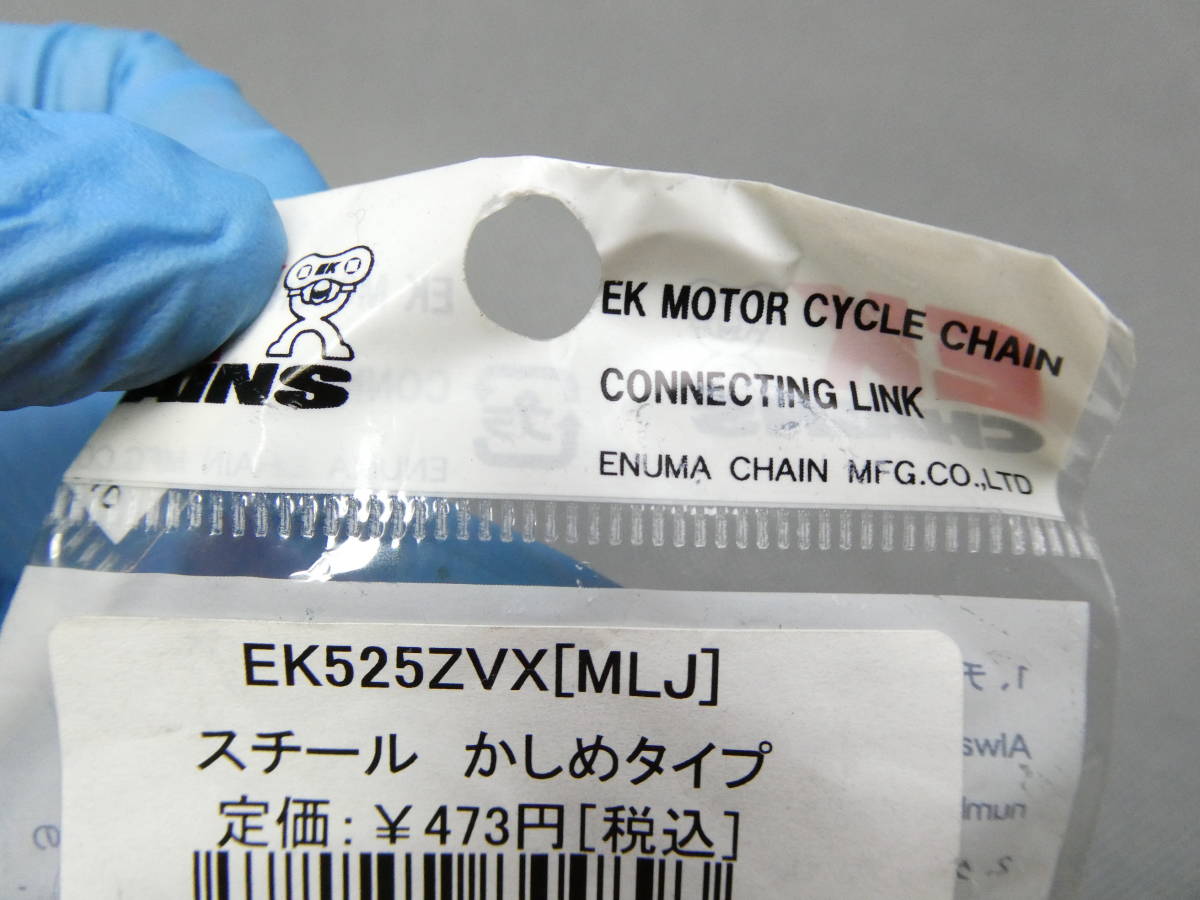 EK
AINS
EK MOTOR CYCLE CHAIN
CONNECTING LINK
ENUMA CHAIN MFG.CO.,LTD
EK525ZVX[MLJ]
スチール かしめタイプ
定価:￥473円[税込]